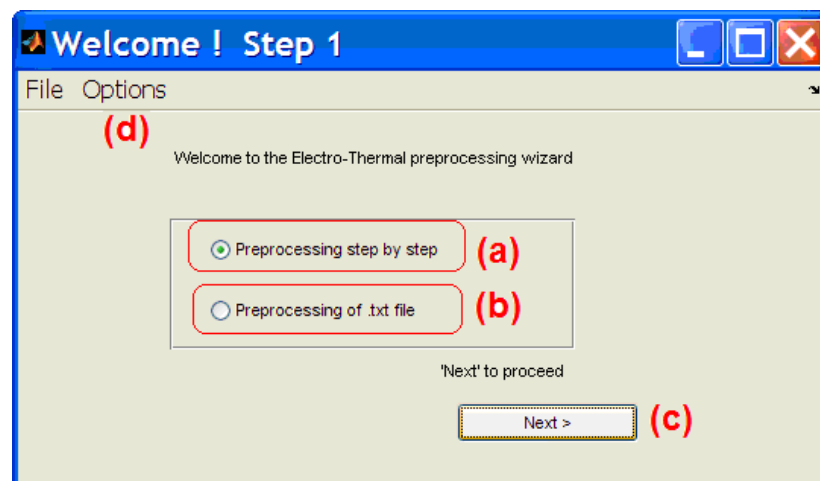 Welcome ! Step 1
File Options
(d)
Welcome to the Electro-Thermal preprocessing wizard
Preprocessing step by step (a)
Preprocessing of .txt file (b)
'Next' to proceed
Next > (c)